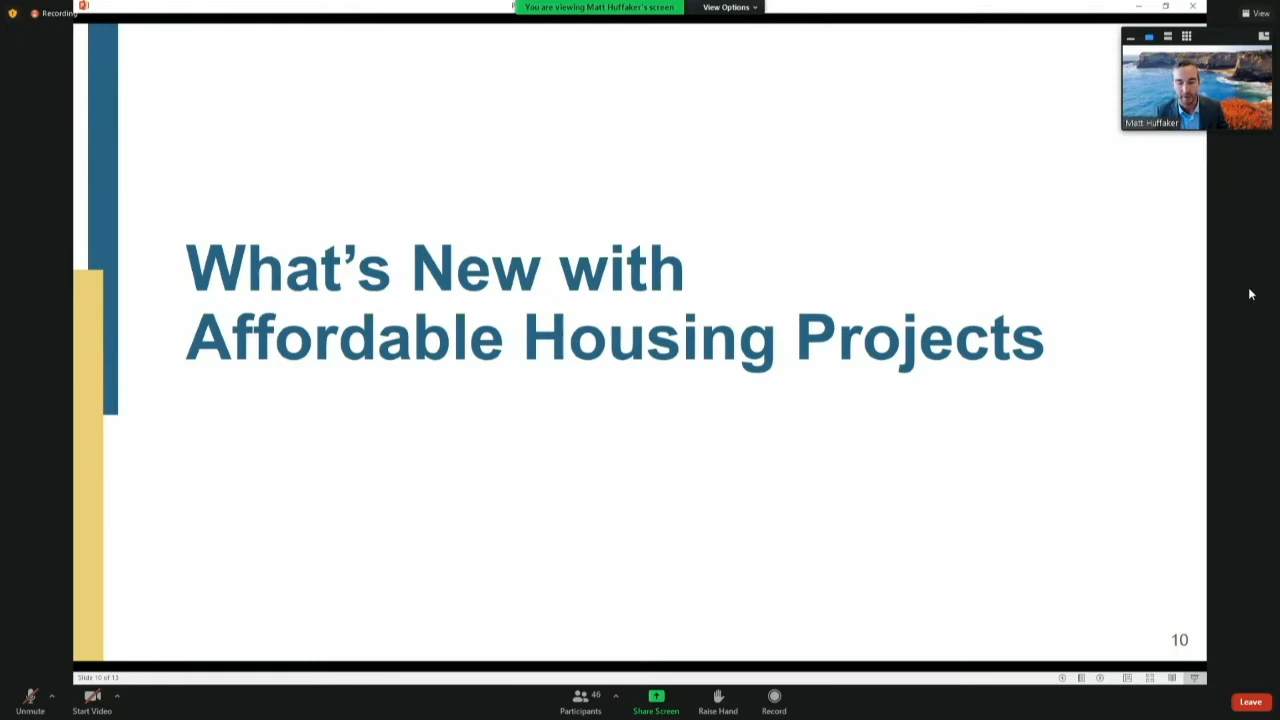 Recording
You are viewing Matt Huffaker's screen
View Options
View
Matt Huffaker
What's New with
Affordable Housing Projects
10
Slide 10 of 13
Unmute
Start Video
46
Participants
Share Screen
Raise Hand
Record
Leave